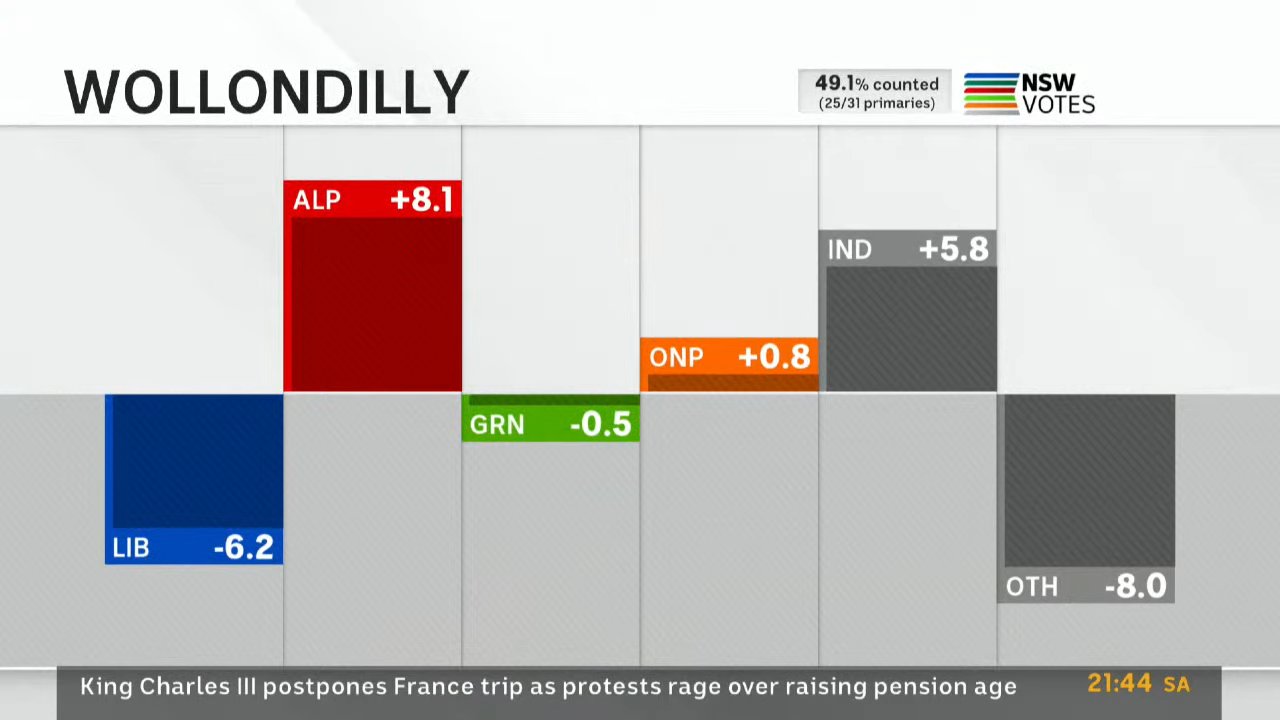 WOLLONDILLY
49.1% counted
(25/31 primaries)
NSW
VOTES
ALP +8.1
IND +5.8
ONP +0.8
GRN -0.5
LIB -6.2
OTH -8.0
King Charles III postpones France trip as protests rage over raising pension age
21:44 SA